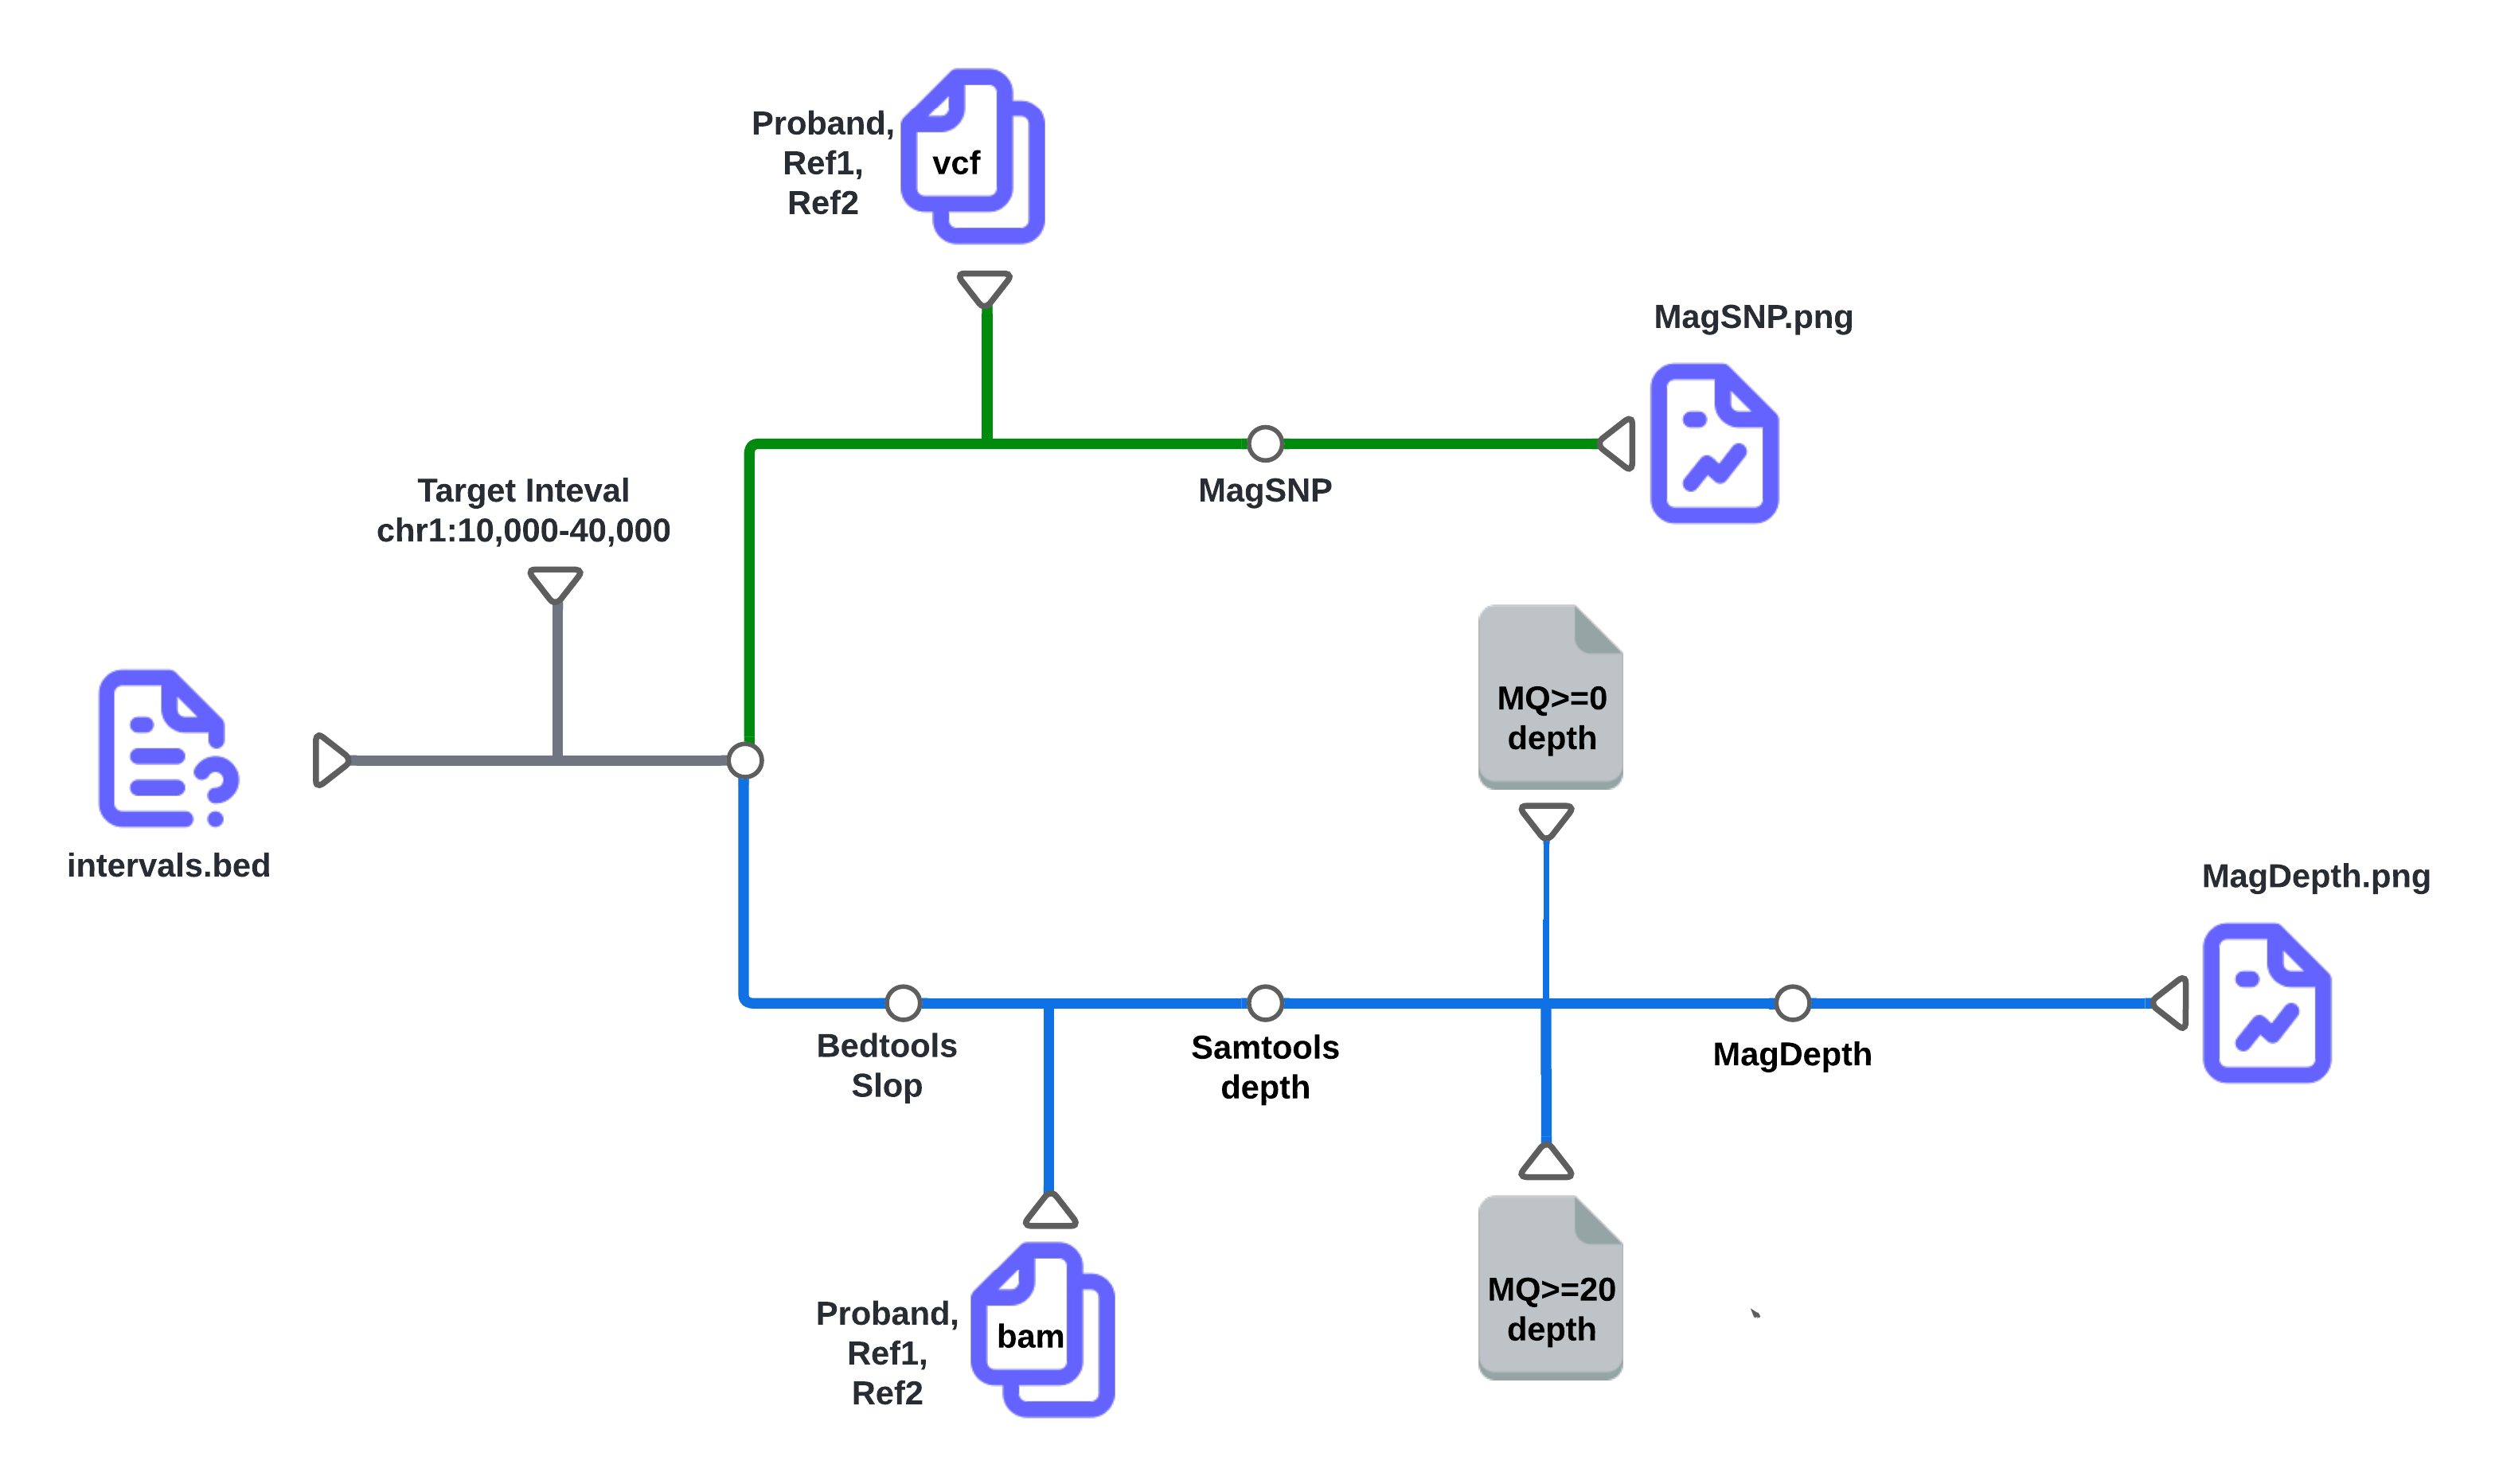 Proband,
Ref1,
Ref2
vcf
MagSNP.png
MagSNP
Target Inteval
chr1:10,000-40,000
intervals.bed
MQ>=0
depth
MagDepth.png
Bedtools
Slop
Samtools
depth
MagDepth
Proband,
Ref1,
Ref2
bam
MQ>=20
depth